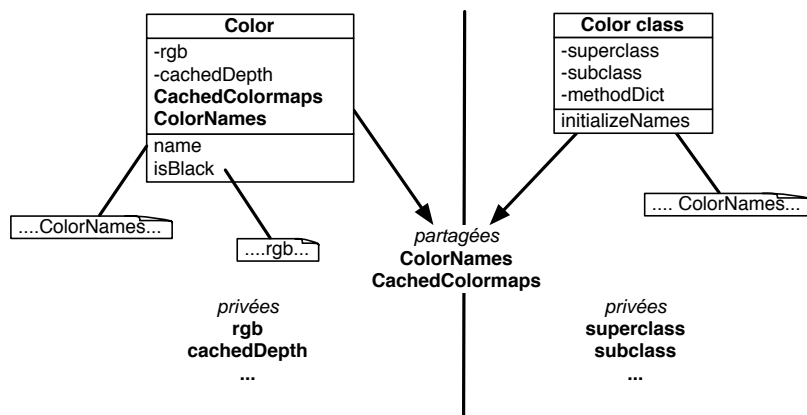 Color
-rgb
-cachedDepth
CachedColormaps
ColorNames
name
isBlack
....ColorNames...
....rgb...
privées
rgb
cachedDepth
...
partagées
ColorNames
CachedColormaps
Color class
-superclass
-subclass
-methodDict
initializeNames
.... ColorNames...
privées
superclass
subclass
...